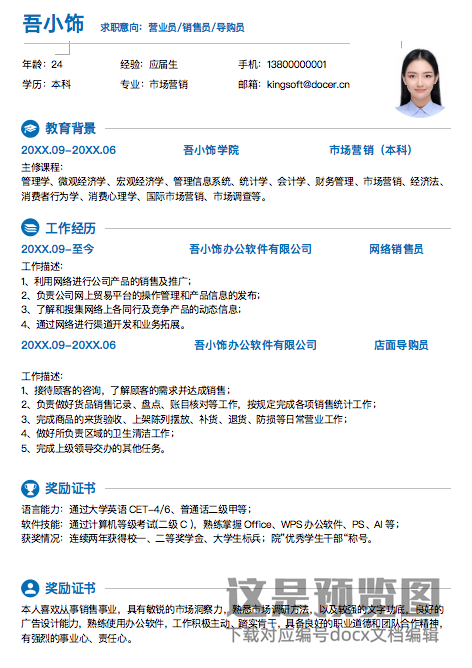 吾小饰 求职意向：营业员/销售员/导购员
年龄：24 经验：应届生 手机：13800000001
学历：本科 专业：市场营销 邮箱：kingsoft@docer.cn
教育背景
20XX.09-20XX.06 吾小饰学院 市场营销（本科）
主修课程：
管理学、微观经济学、宏观经济学、管理信息系统、统计学、会计学、财务管理、市场营销、经济法、
消费者行为学、消费心理学、国际市场营销、市场调查等。
工作经历
20XX.09-至今 吾小饰办公软件有限公司 网络销售员
工作描述：
1、利用网络进行公司产品的销售及推广；
2、负责公司网上贸易平台的操作管理和产品信息的发布；
3、了解和搜集网络上各同行及竞争产品的动态信息；
4、通过网络进行渠道开发和业务拓展。
20XX.09-20XX.06 吾小饰办公软件有限公司 店面导购员
工作描述：
1、接待顾客的咨询，了解顾客的需求并达成销售；
2、负责做好货品销售记录、盘点、账目核对等工作，按规定完成各项销售统计工作；
3、完成商品的来货验收、上架陈列摆放、补货、退货、防损等日常营业工作；
4、做好所负责区域的卫生清洁工作；
5、完成上级领导交办的其他任务。
奖励证书
语言能力：通过大学英语CET-4/6、普通话二级甲等；
软件技能：通过计算机等级考试(二级 C )，熟练掌握Office、WPS办公软件、PS、AI 等；
获奖情况：连续两年获得校一、二等奖学金、大学生标兵；院"优秀学生干部"称号。
奖励证书
本人喜欢从事销售事业，具有敏锐的市场洞察力，熟悉市场调研方法，以及较强的文字功底，良好的
广告设计能力，熟练使用办公软件，工作积极主动、踏实肯干，具备良好的职业道德和团队合作精神，
有强烈的事业心、责任心。
这是预览图
下载对应编号docx文档编辑